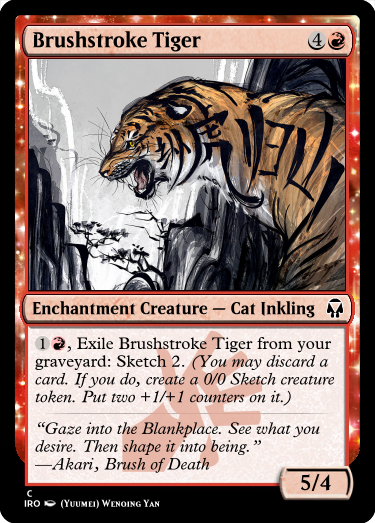 Brushstroke Tiger 4
Enchantment Creature — Cat Inkling
1, Exile Brushstroke Tiger from your
graveyard: Sketch 2. (You may discard a
card. If you do, create a 0/0 Sketch creature
token. Put two +1/+1 counters on it.)
“Gaze into the Blankplace. See what you
desire. Then shape it into being.”
—Akari, Brush of Death
5/4
C
IRO (Yuumei) Wenqing Yan